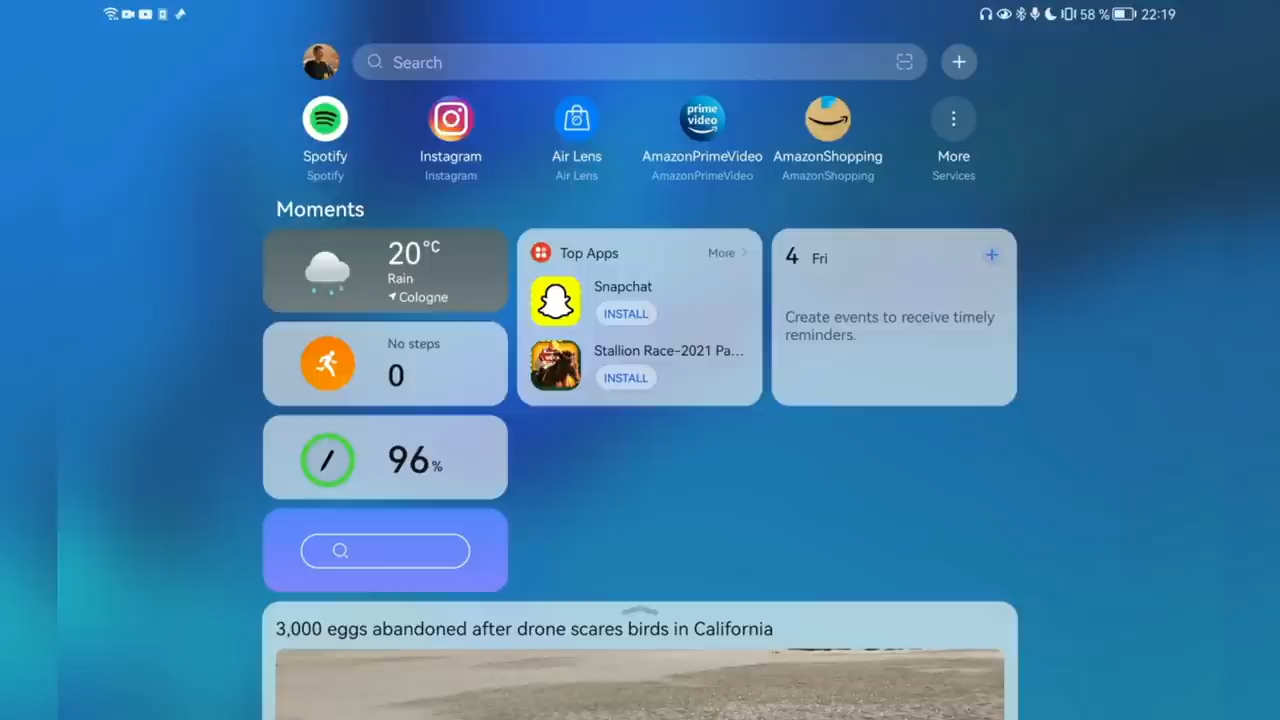 58 % 22:19
Search
Spotify
Spotify
Instagram
Instagram
Air Lens
Air Lens
prime
video
AmazonPrimeVideo
AmazonPrimeVideo
AmazonShopping
AmazonShopping
More
Services
Moments
20°C
Rain
Cologne
No steps
0
96%
Top Apps More
Snapchat
INSTALL
Stallion Race-2021 Pa...
INSTALL
4 Fri
Create events to receive timely
reminders.
3,000 eggs abandoned after drone scares birds in California